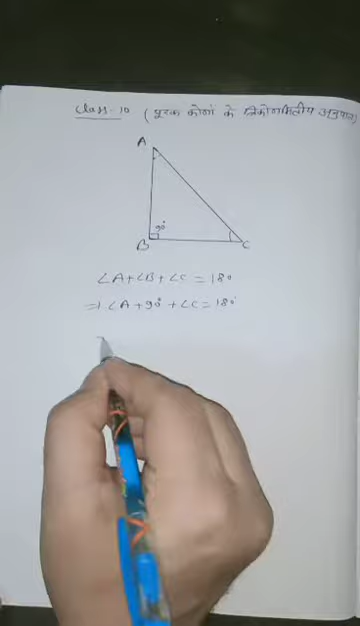 Class-10 (पूरक कोणों के त्रिकोणमितीय अनुपात)
A
90°
B
C
∠A+∠B+∠C=180
⇒ ∠A+90°+∠C=180°